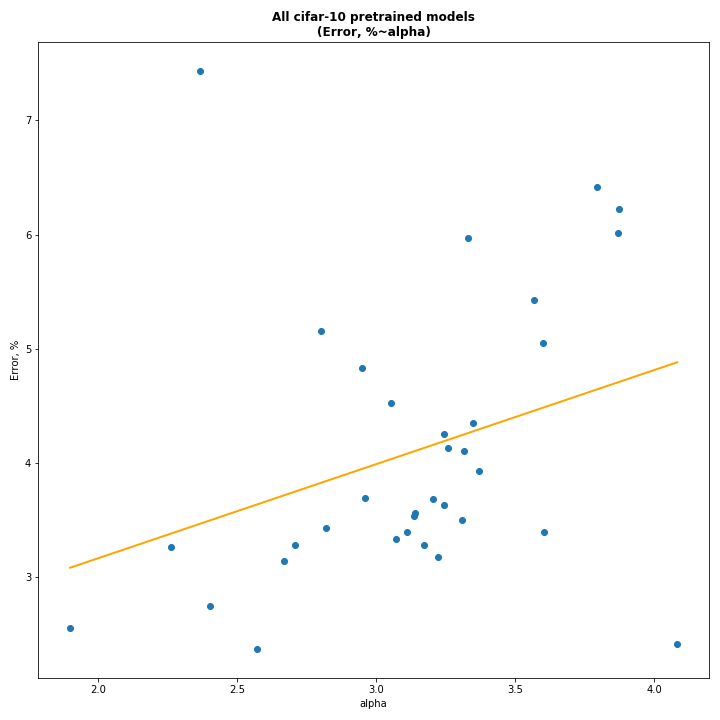 All cifar-10 pretrained models
(Error, %~alpha)
Error, %
7
6
5
4
3
2.0 2.5 3.0 3.5 4.0
alpha